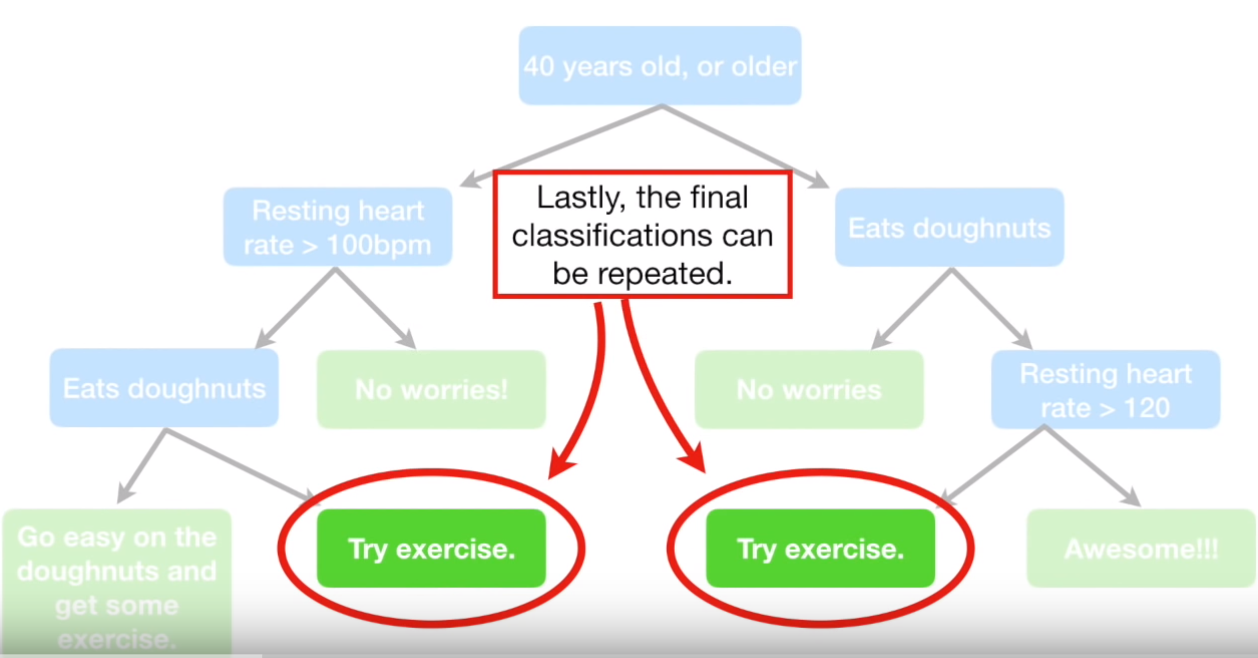 40 years old, or older
Lastly, the final
classifications can
be repeated.
Resting heart
rate > 100bpm
Eats doughnuts
Eats doughnuts
No worries!
No worries
Resting heart
rate > 120
Go easy on the
doughnuts and
get some
exercise.
Try exercise.
Try exercise.
Awesome!!!